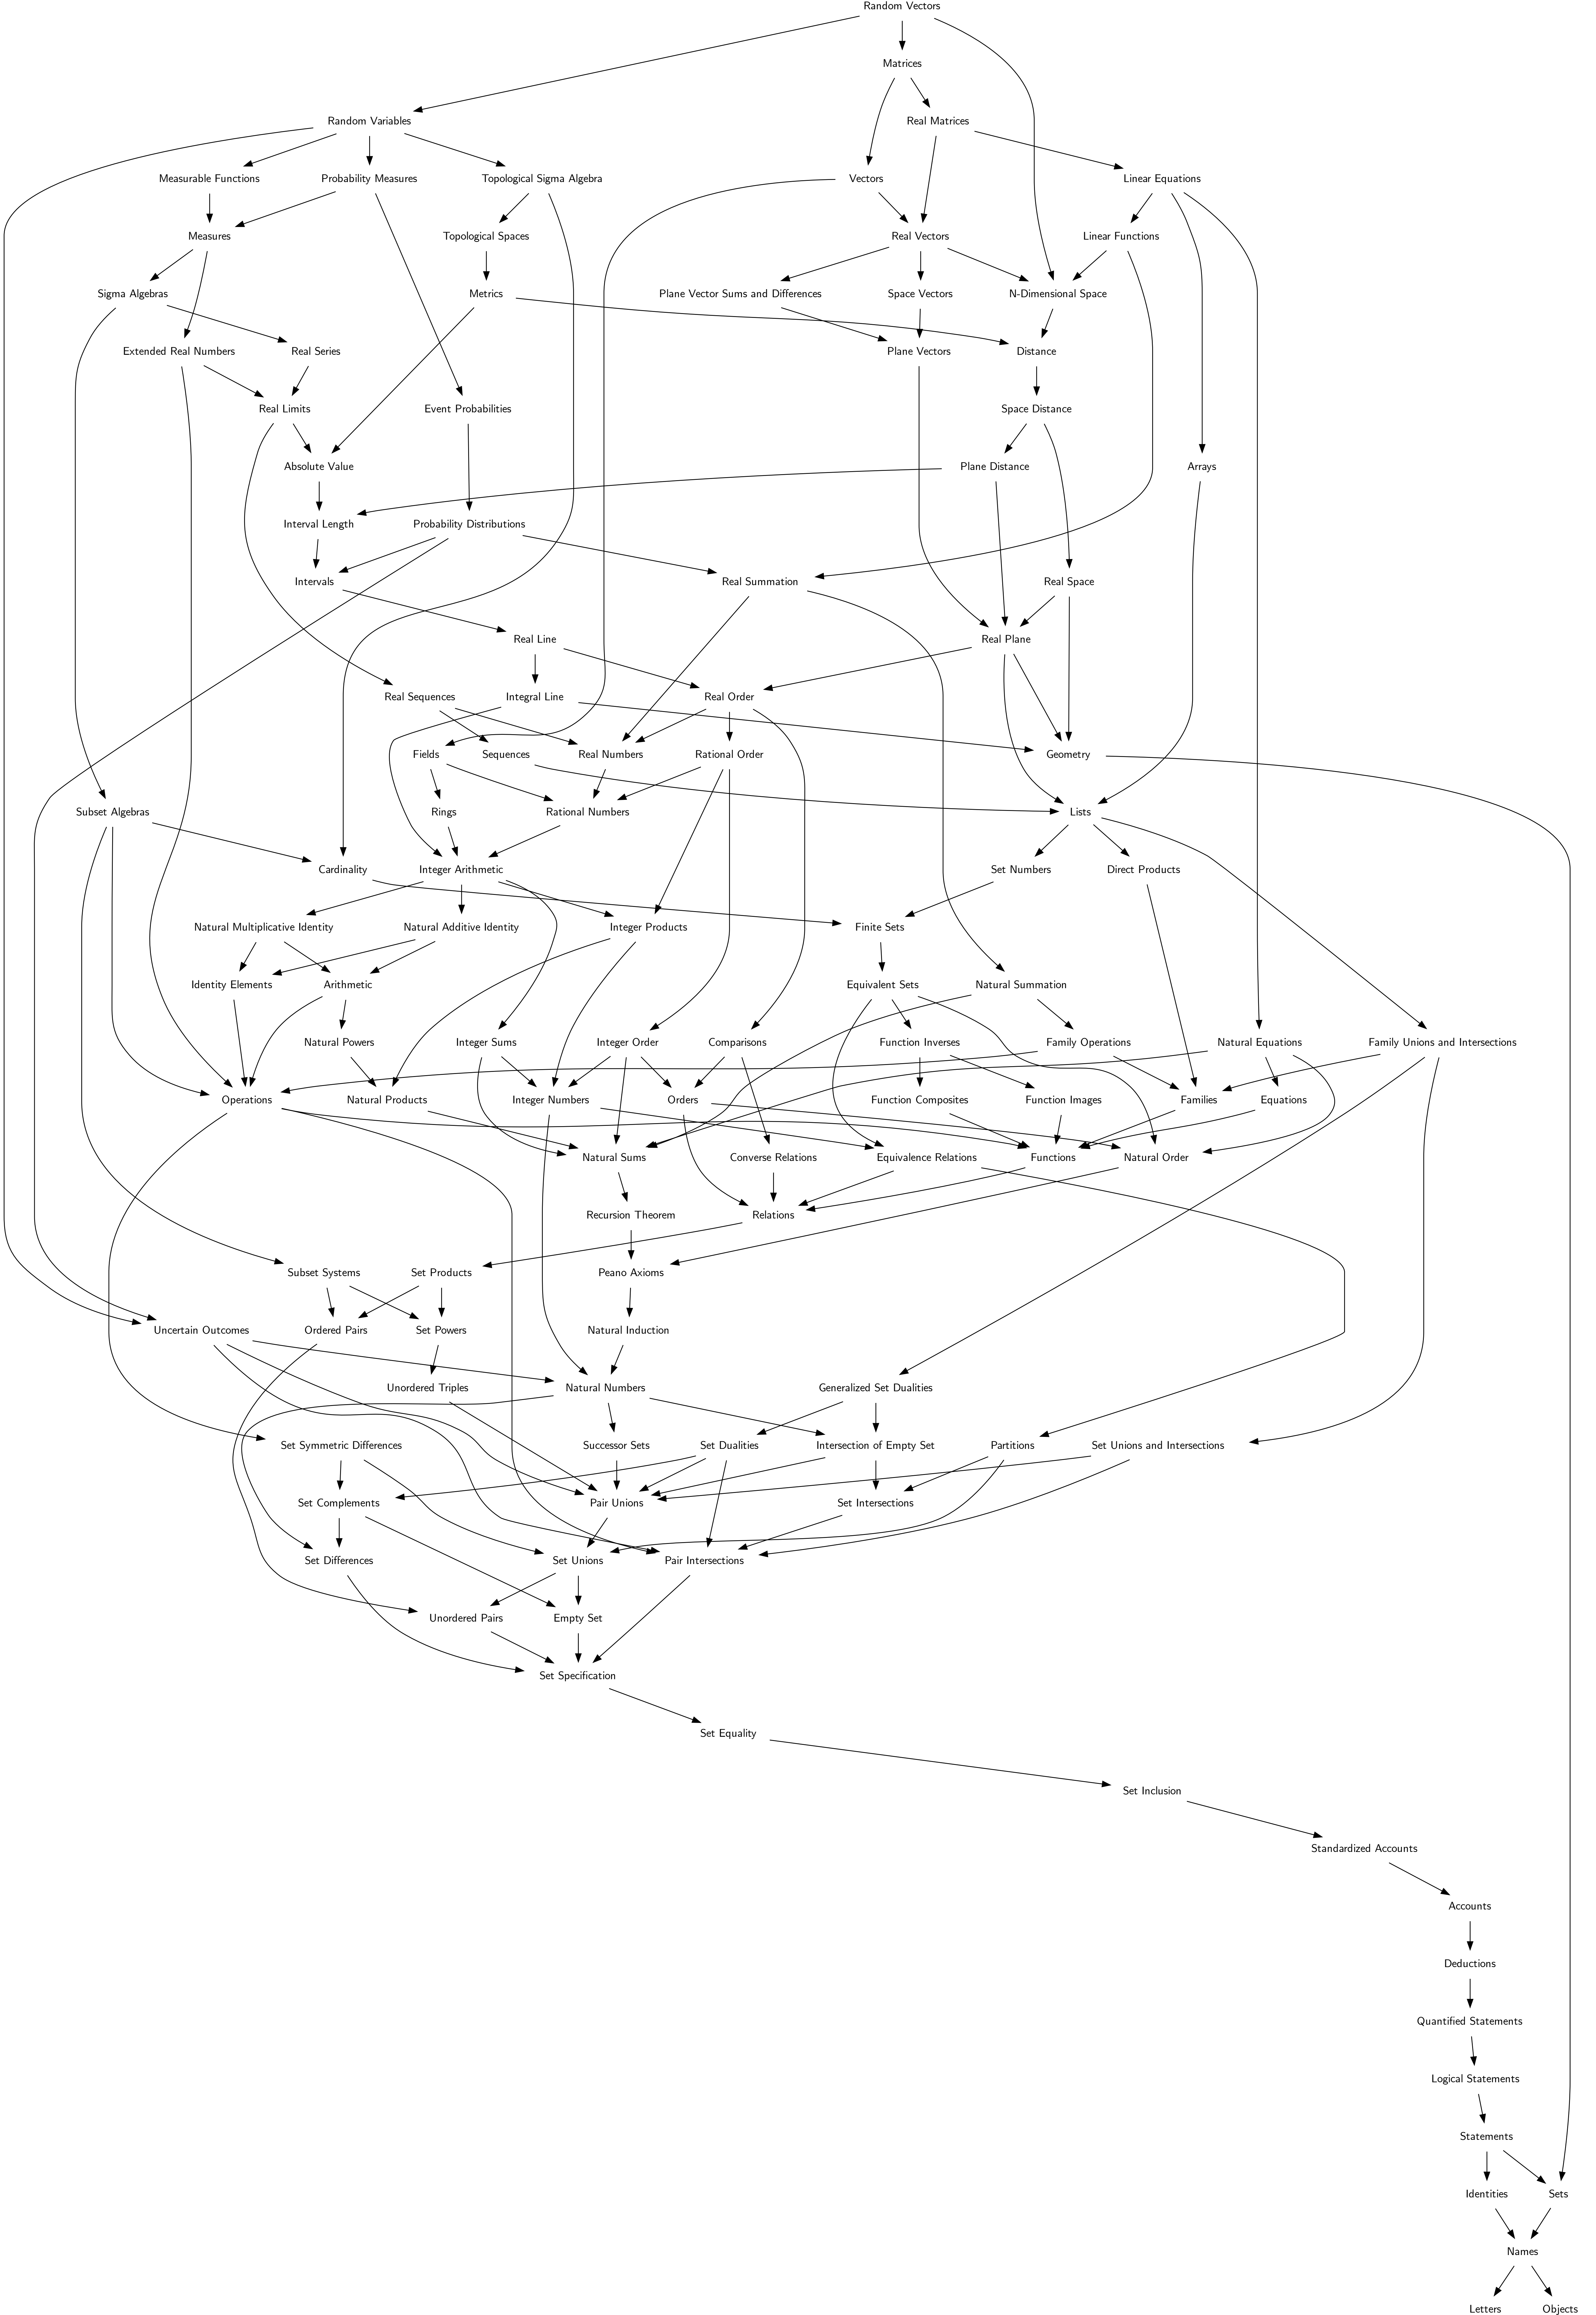 Random Vectors
Matrices
Random Variables
Real Matrices
Measurable Functions
Probability Measures
Topological Sigma Algebra
Vectors
Linear Equations
Measures
Topological Spaces
Real Vectors
Linear Functions
Sigma Algebras
Metrics
Plane Vector Sums and Differences
Space Vectors
N-Dimensional Space
Extended Real Numbers
Real Series
Plane Vectors
Distance
Real Limits
Event Probabilities
Space Distance
Absolute Value
Plane Distance
Arrays
Interval Length
Probability Distributions
Intervals
Real Summation
Real Space
Real Line
Real Plane
Real Sequences
Integral Line
Real Order
Fields
Sequences
Real Numbers
Rational Order
Geometry
Subset Algebras
Rings
Rational Numbers
Lists
Cardinality
Integer Arithmetic
Set Numbers
Direct Products
Natural Multiplicative Identity
Natural Additive Identity
Integer Products
Finite Sets
Identity Elements
Arithmetic
Equivalent Sets
Natural Summation
Natural Powers
Integer Sums
Integer Order
Comparisons
Function Inverses
Family Operations
Natural Equations
Family Unions and Intersections
Operations
Natural Products
Integer Numbers
Orders
Function Composites
Function Images
Families
Equations
Natural Sums
Converse Relations
Equivalence Relations
Functions
Natural Order
Recursion Theorem
Relations
Subset Systems
Set Products
Peano Axioms
Uncertain Outcomes
Ordered Pairs
Set Powers
Natural Induction
Unordered Triples
Natural Numbers
Generalized Set Dualities
Set Symmetric Differences
Successor Sets
Set Dualities
Intersection of Empty Set
Partitions
Set Unions and Intersections
Set Complements
Pair Unions
Set Intersections
Set Differences
Set Unions
Pair Intersections
Unordered Pairs
Empty Set
Set Specification
Set Equality
Set Inclusion
Standardized Accounts
Accounts
Deductions
Quantified Statements
Logical Statements
Statements
Identities
Sets
Names
Letters
Objects